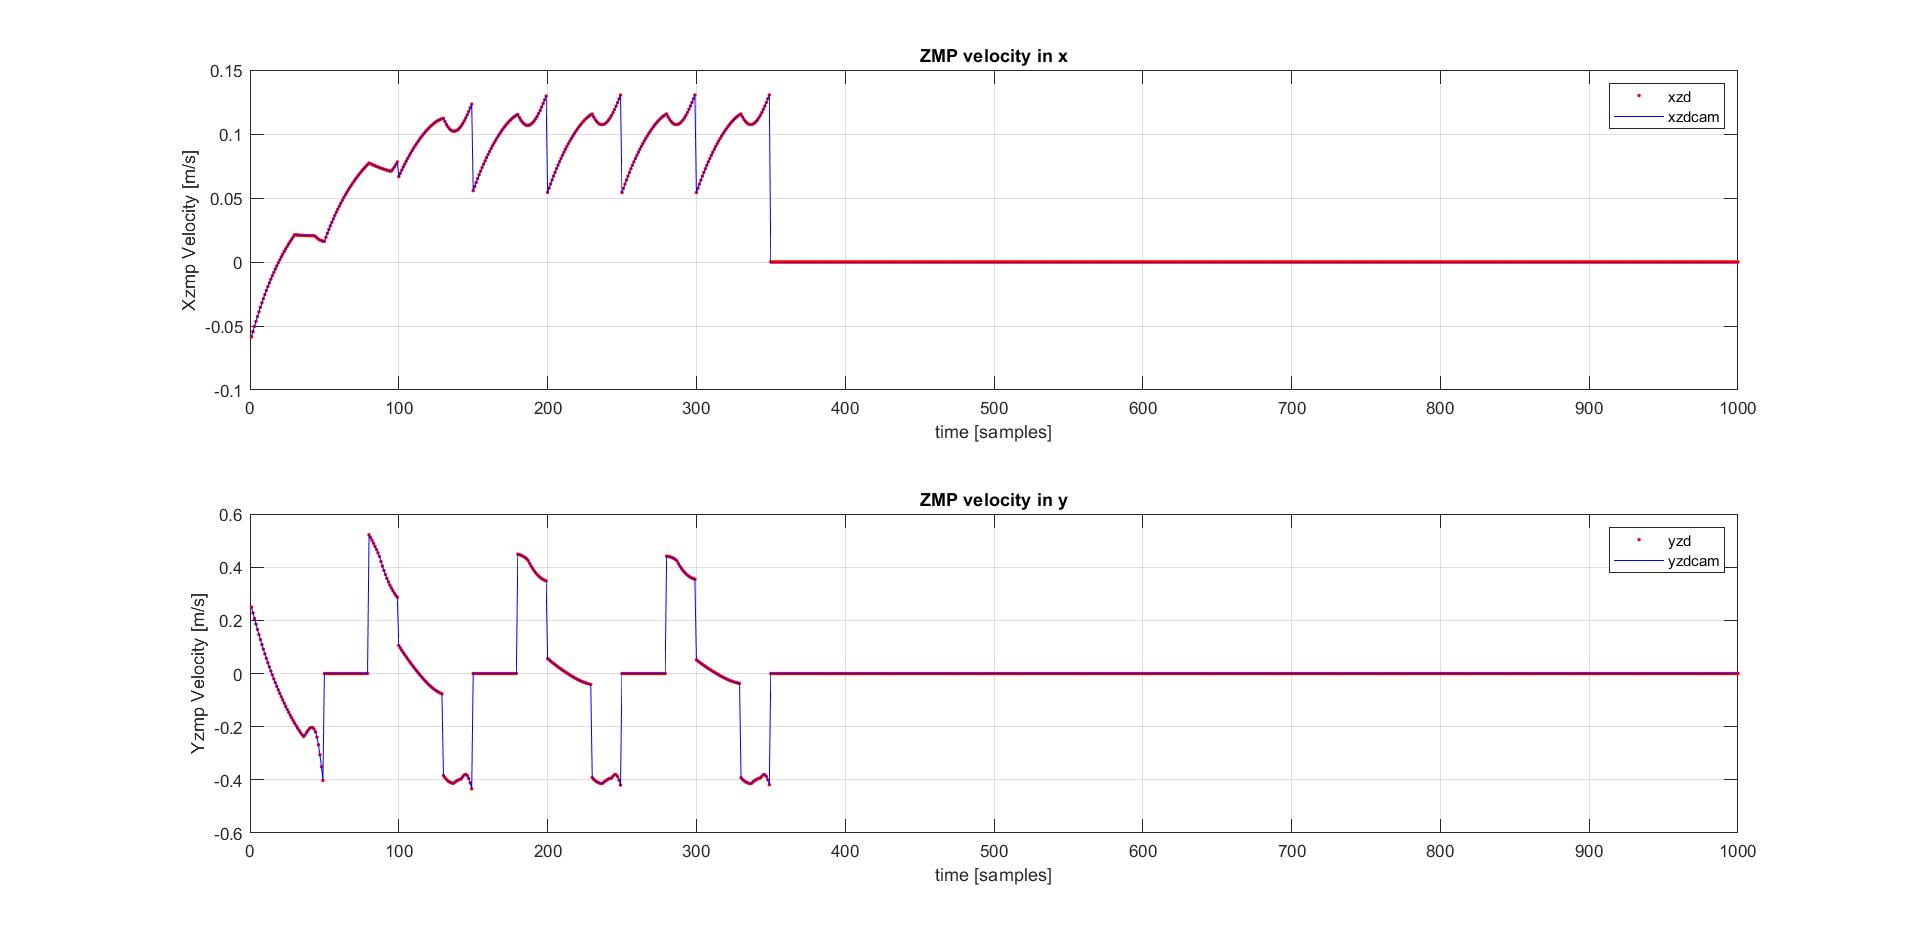 ZMP velocity in x
0.15
0.1
0.05
0
-0.05
-0.1
Xzmp Velocity [m/s]
xzd
xzdcam
0 100 200 300 400 500 600 700 800 900 1000
time [samples]
ZMP velocity in y
0.6
0.4
0.2
0
-0.2
-0.4
-0.6
Yzmp Velocity [m/s]
yzd
yzdcam
0 100 200 300 400 500 600 700 800 900 1000
time [samples]